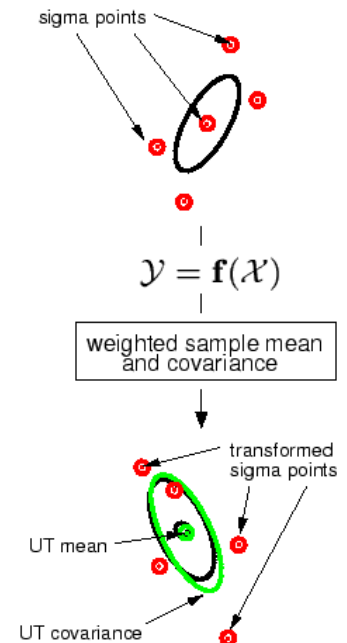 sigma points
𝒴 = f(𝒳)
weighted sample mean
and covariance
transformed
sigma points
UT mean
UT covariance